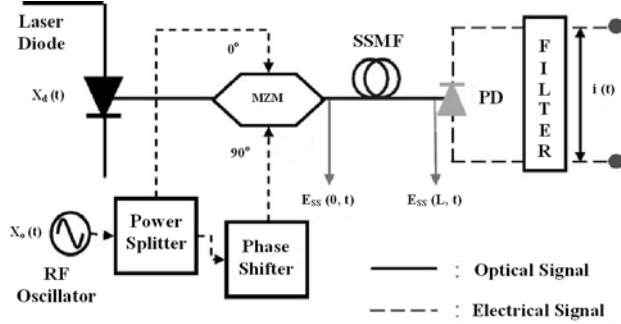 Laser
Diode
X_d (t)
0°
MZM
90°
SSMF
PD
FILTER
i (t)
E_SS (0, t)
E_SS (L, t)
X_o (t)
RF
Oscillator
Power
Splitter
Phase
Shifter
: Optical Signal
: Electrical Signal